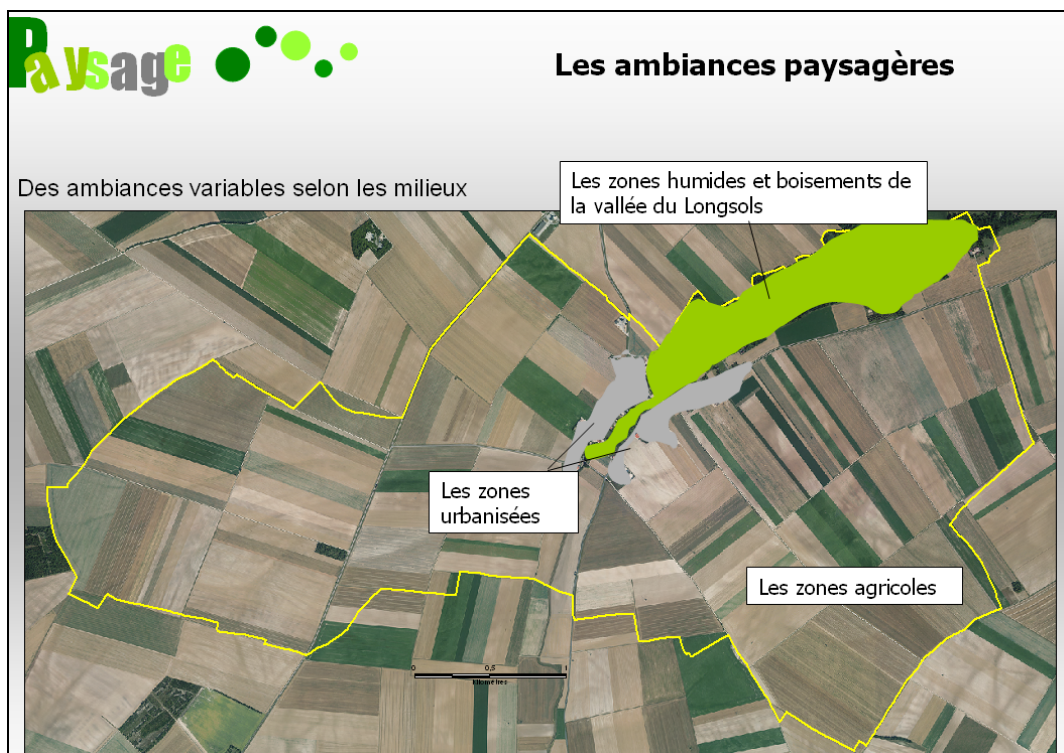 Paysage
Les ambiances paysagères
Des ambiances variables selon les milieux
Les zones humides et boisements de
la vallée du Longsols
Les zones
urbanisées
Les zones agricoles
0 0,5 1
kilomètres